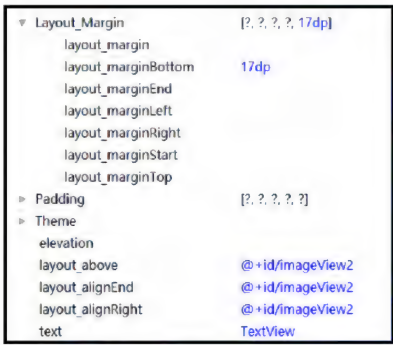 Layout_Margin [?, ?, ?, ?, 17dp]
layout_margin
layout_marginBottom 17dp
layout_marginEnd
layout_marginLeft
layout_marginRight
layout_marginStart
layout_marginTop
Padding [?, ?, ?, ?, ?]
Theme
elevation
layout_above @+id/imageView2
layout_alignEnd @+id/imageView2
layout_alignRight @+id/imageView2
text TextView